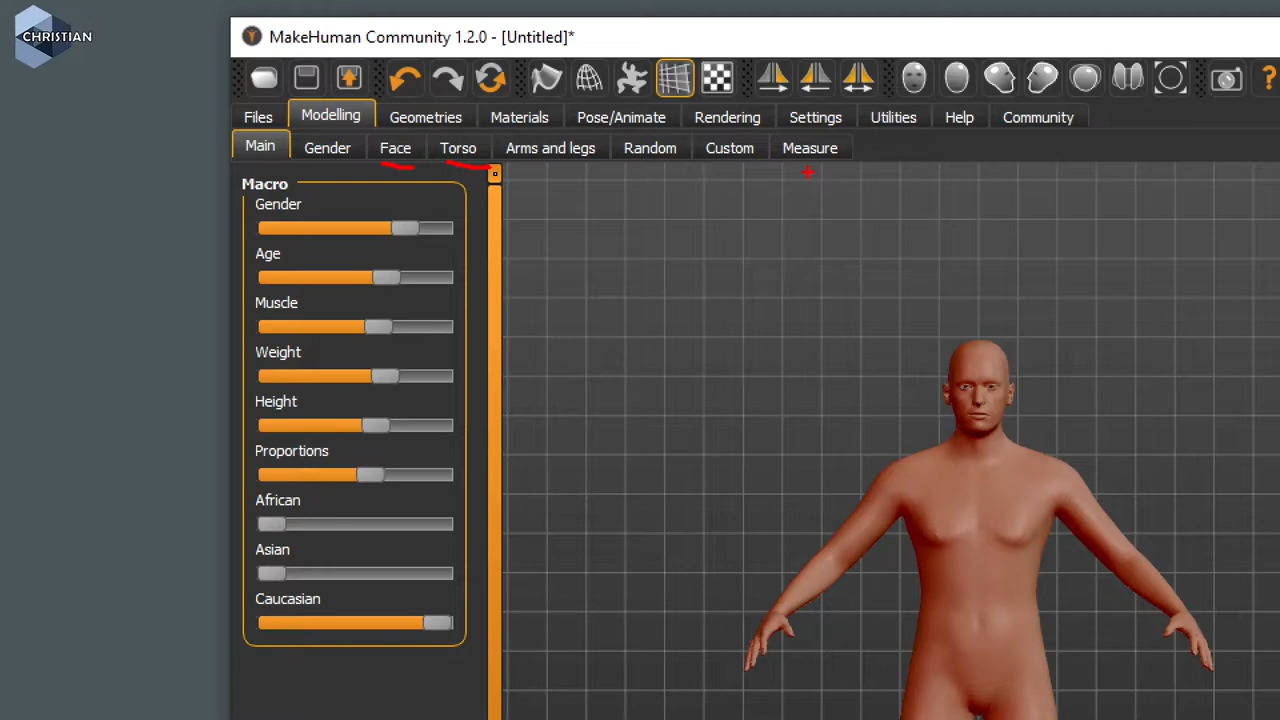 CHRISTIAN
MakeHuman Community 1.2.0 - [Untitled]*
?
Files Modelling Geometries Materials Pose/Animate Rendering Settings Utilities Help Community
Main Gender Face Torso Arms and legs Random Custom Measure
Macro
Gender
Age
Muscle
Weight
Height
Proportions
African
Asian
Caucasian